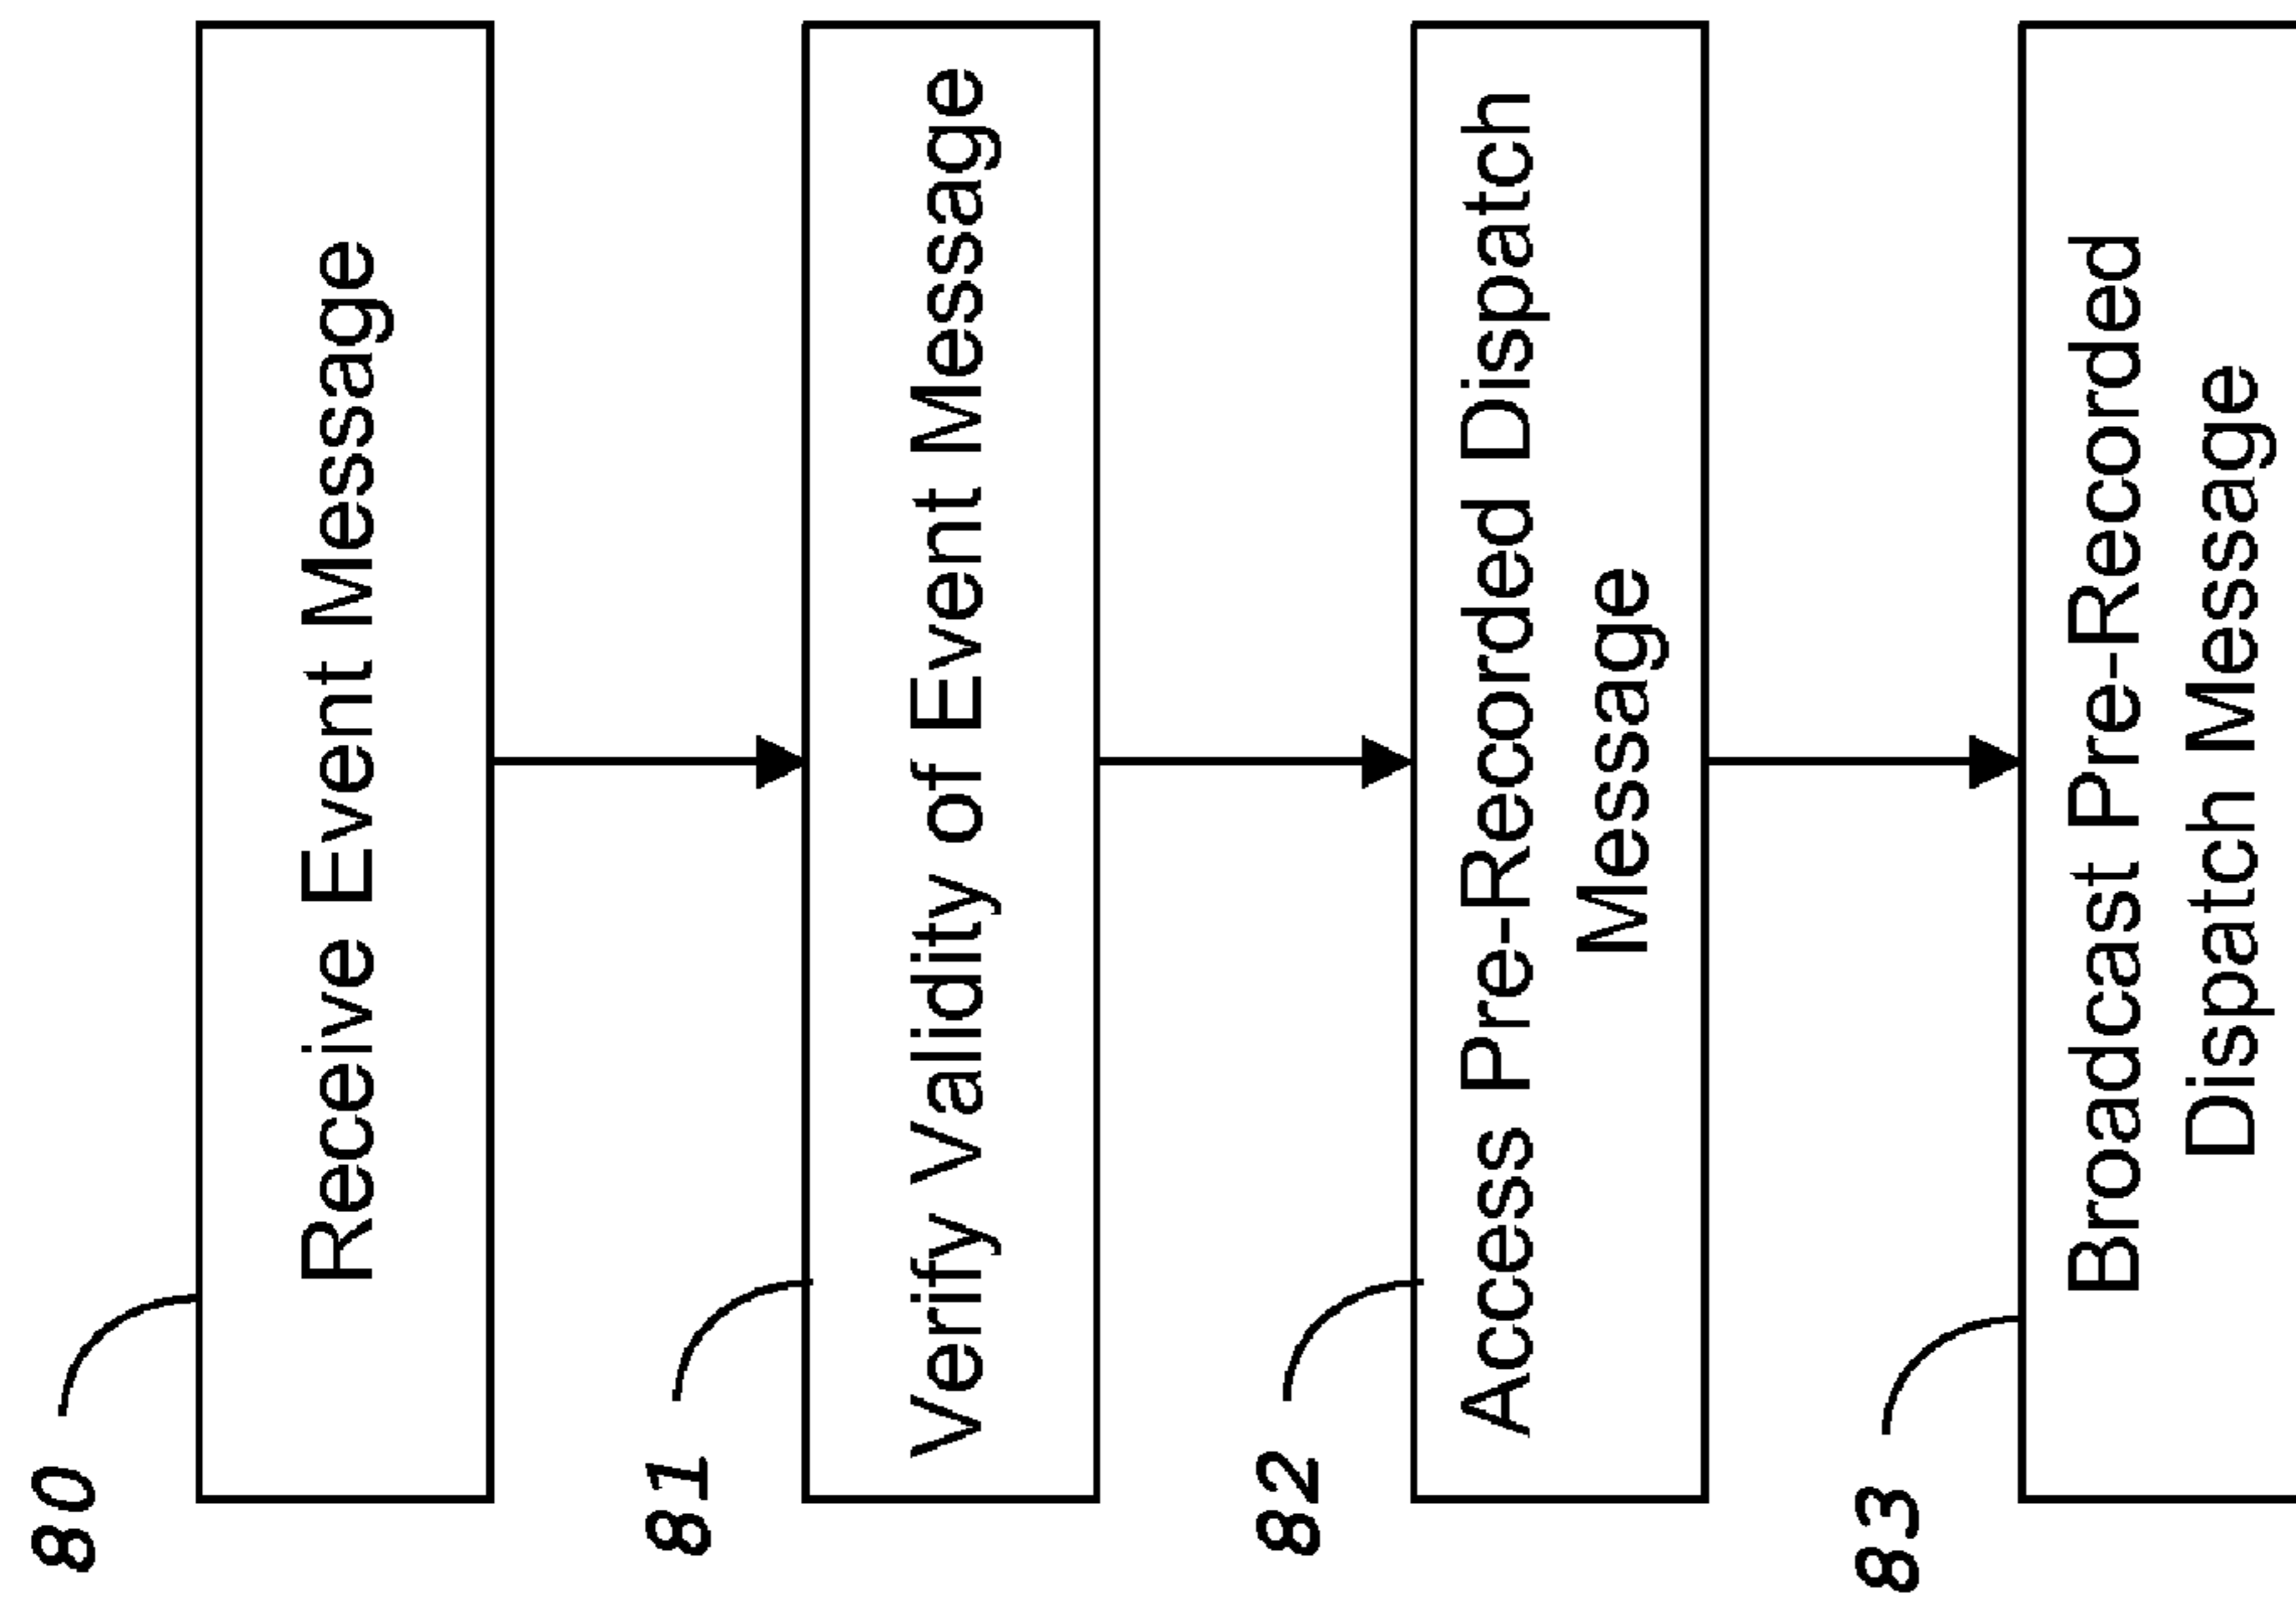 80
Receive Event Message
81
Verify Validity of Event Message
82
Access Pre-Recorded Dispatch
Message
83
Broadcast Pre-Recorded
Dispatch Message